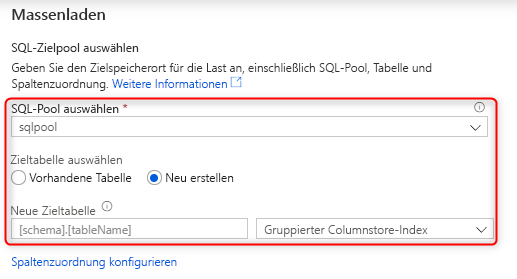 Massenladen
SQL-Zielpool auswählen
Geben Sie den Zielspeicherort für die Last an, einschließlich SQL-Pool, Tabelle und
Spaltenzuordnung. Weitere Informationen
SQL-Pool auswählen *
sqlpool
Zieltabelle auswählen
Vorhandene Tabelle Neu erstellen
Neue Zieltabelle
[schema].[tableName] Gruppierter Columnstore-Index
Spaltenzuordnung konfigurieren